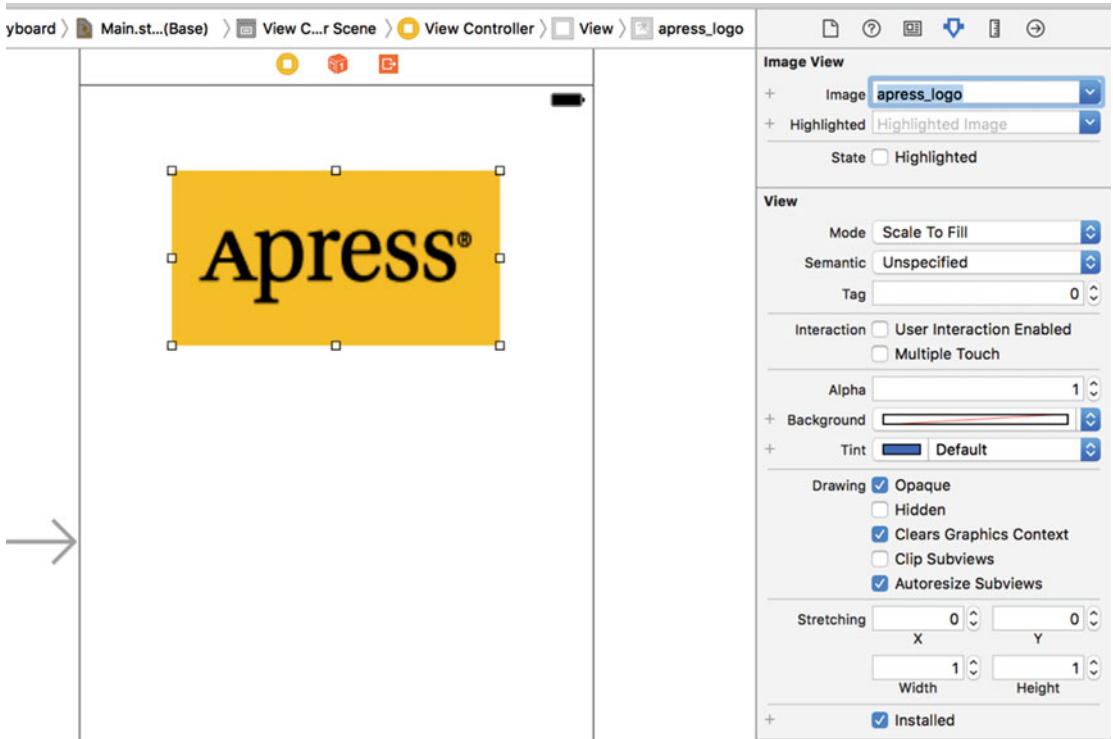 yboard 〉 Main.st...(Base) 〉 View C...r Scene 〉 View Controller 〉 View 〉 apress_logo
1
Apress®
Image View
+ Image apress_logo
+ Highlighted Highlighted Image
State Highlighted
View
Mode Scale To Fill
Semantic Unspecified
Tag 0
Interaction User Interaction Enabled
Multiple Touch
Alpha 1
+ Background
+ Tint Default
Drawing Opaque
Hidden
Clears Graphics Context
Clip Subviews
Autoresize Subviews
Stretching 0 0
X Y
1 1
Width Height
+ Installed